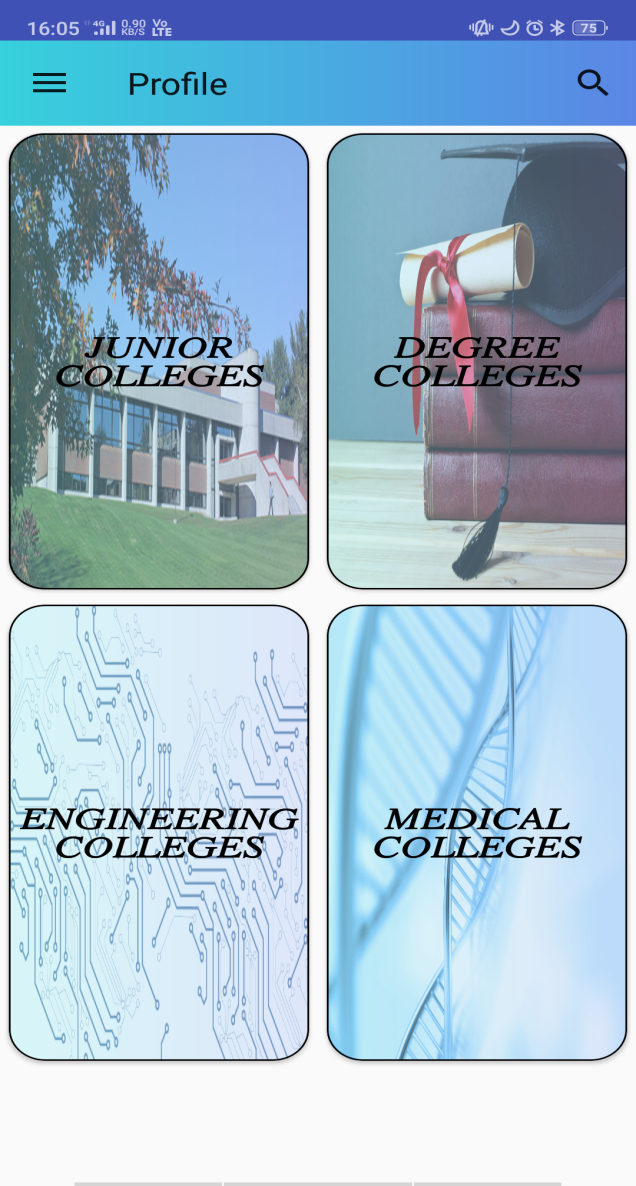 16:05 4G 0.90 KB/S Vo LTE 75
Profile
JUNIOR
COLLEGES
DEGREE
COLLEGES
ENGINEERING
COLLEGES
MEDICAL
COLLEGES